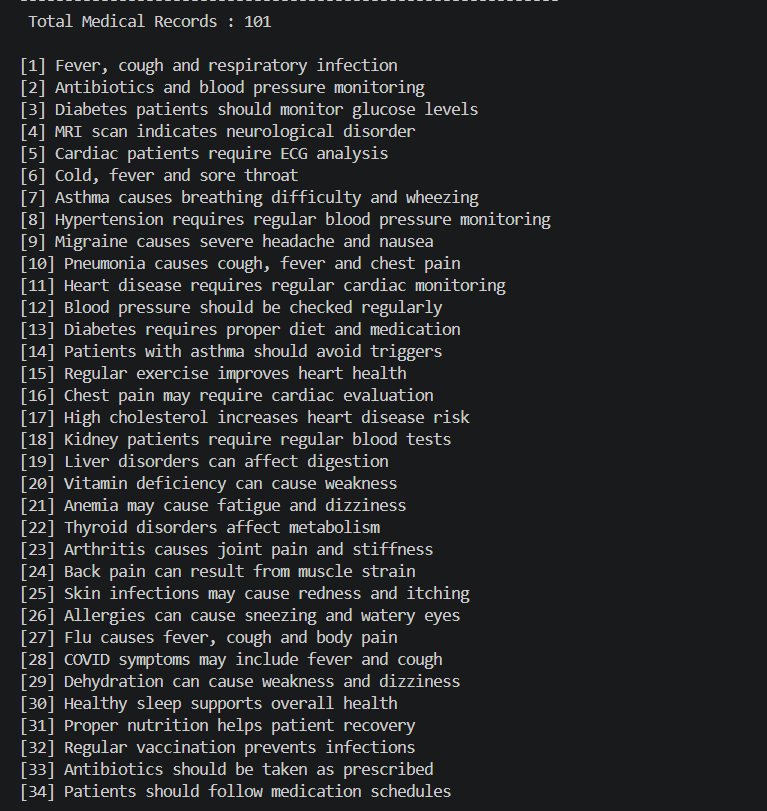 Total Medical Records : 101
[1] Fever, cough and respiratory infection
[2] Antibiotics and blood pressure monitoring
[3] Diabetes patients should monitor glucose levels
[4] MRI scan indicates neurological disorder
[5] Cardiac patients require ECG analysis
[6] Cold, fever and sore throat
[7] Asthma causes breathing difficulty and wheezing
[8] Hypertension requires regular blood pressure monitoring
[9] Migraine causes severe headache and nausea
[10] Pneumonia causes cough, fever and chest pain
[11] Heart disease requires regular cardiac monitoring
[12] Blood pressure should be checked regularly
[13] Diabetes requires proper diet and medication
[14] Patients with asthma should avoid triggers
[15] Regular exercise improves heart health
[16] Chest pain may require cardiac evaluation
[17] High cholesterol increases heart disease risk
[18] Kidney patients require regular blood tests
[19] Liver disorders can affect digestion
[20] Vitamin deficiency can cause weakness
[21] Anemia may cause fatigue and dizziness
[22] Thyroid disorders affect metabolism
[23] Arthritis causes joint pain and stiffness
[24] Back pain can result from muscle strain
[25] Skin infections may cause redness and itching
[26] Allergies can cause sneezing and watery eyes
[27] Flu causes fever, cough and body pain
[28] COVID symptoms may include fever and cough
[29] Dehydration can cause weakness and dizziness
[30] Healthy sleep supports overall health
[31] Proper nutrition helps patient recovery
[32] Regular vaccination prevents infections
[33] Antibiotics should be taken as prescribed
[34] Patients should follow medication schedules